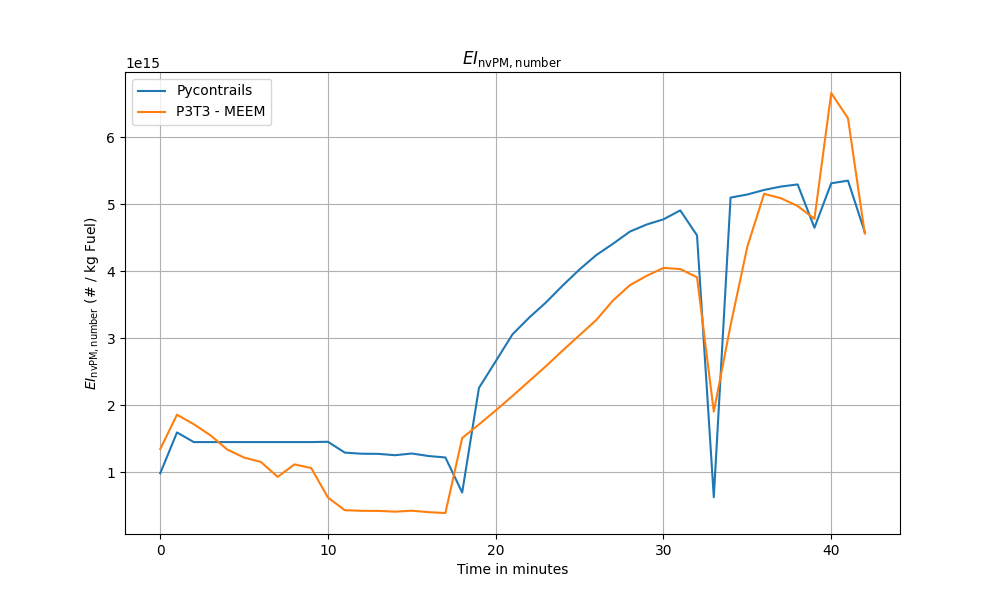 EI_nvPM, number
1e15
Pycontrails
P3T3 - MEEM
EI_nvPM, number (# / kg Fuel)
6
5
4
3
2
1
0 10 20 30 40
Time in minutes